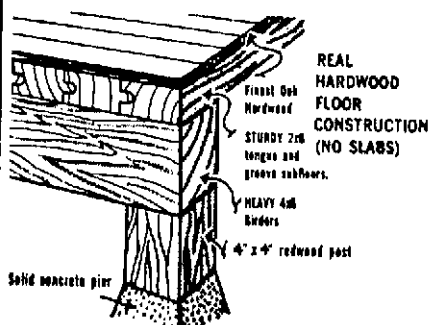 REAL
HARDWOOD
FLOOR
CONSTRUCTION
(NO SLABS)
Finest Oak
Hardwood
STURDY 2x6
tongue and
groove subfloors.
HEAVY 4x6
Girders
4" x 4" redwood post
Solid concrete pier